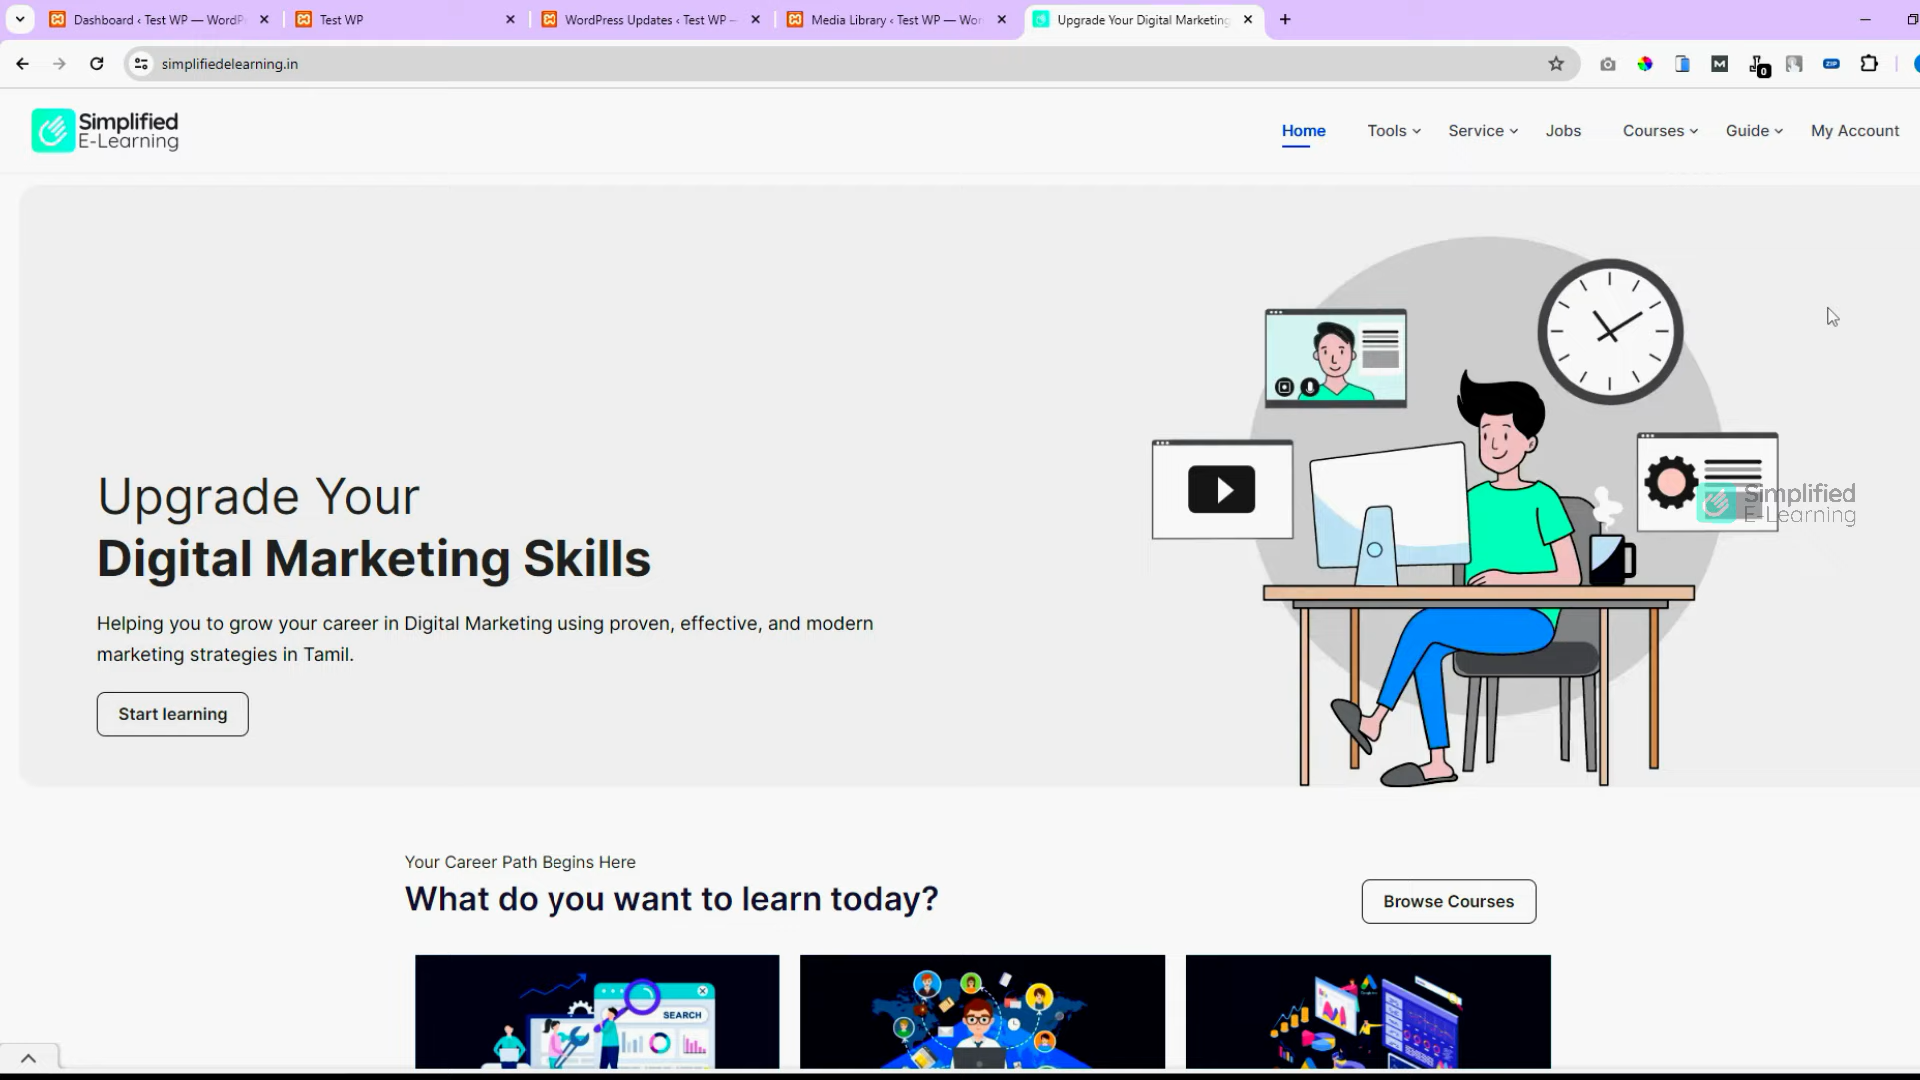 Dashboard ‹ Test WP — WordP
Test WP
WordPress Updates ‹ Test WP –
Media Library ‹ Test WP — Wor
Upgrade Your Digital Marketing
simplifiedelearning.in
M
0
ZIP
Simplified
E-Learning
Home
Tools
Service
Jobs
Courses
Guide
My Account
Simplified
E-Learning
Upgrade Your
Digital Marketing Skills
Helping you to grow your career in Digital Marketing using proven, effective, and modern
marketing strategies in Tamil.
Start learning
Your Career Path Begins Here
What do you want to learn today?
Browse Courses
SEARCH